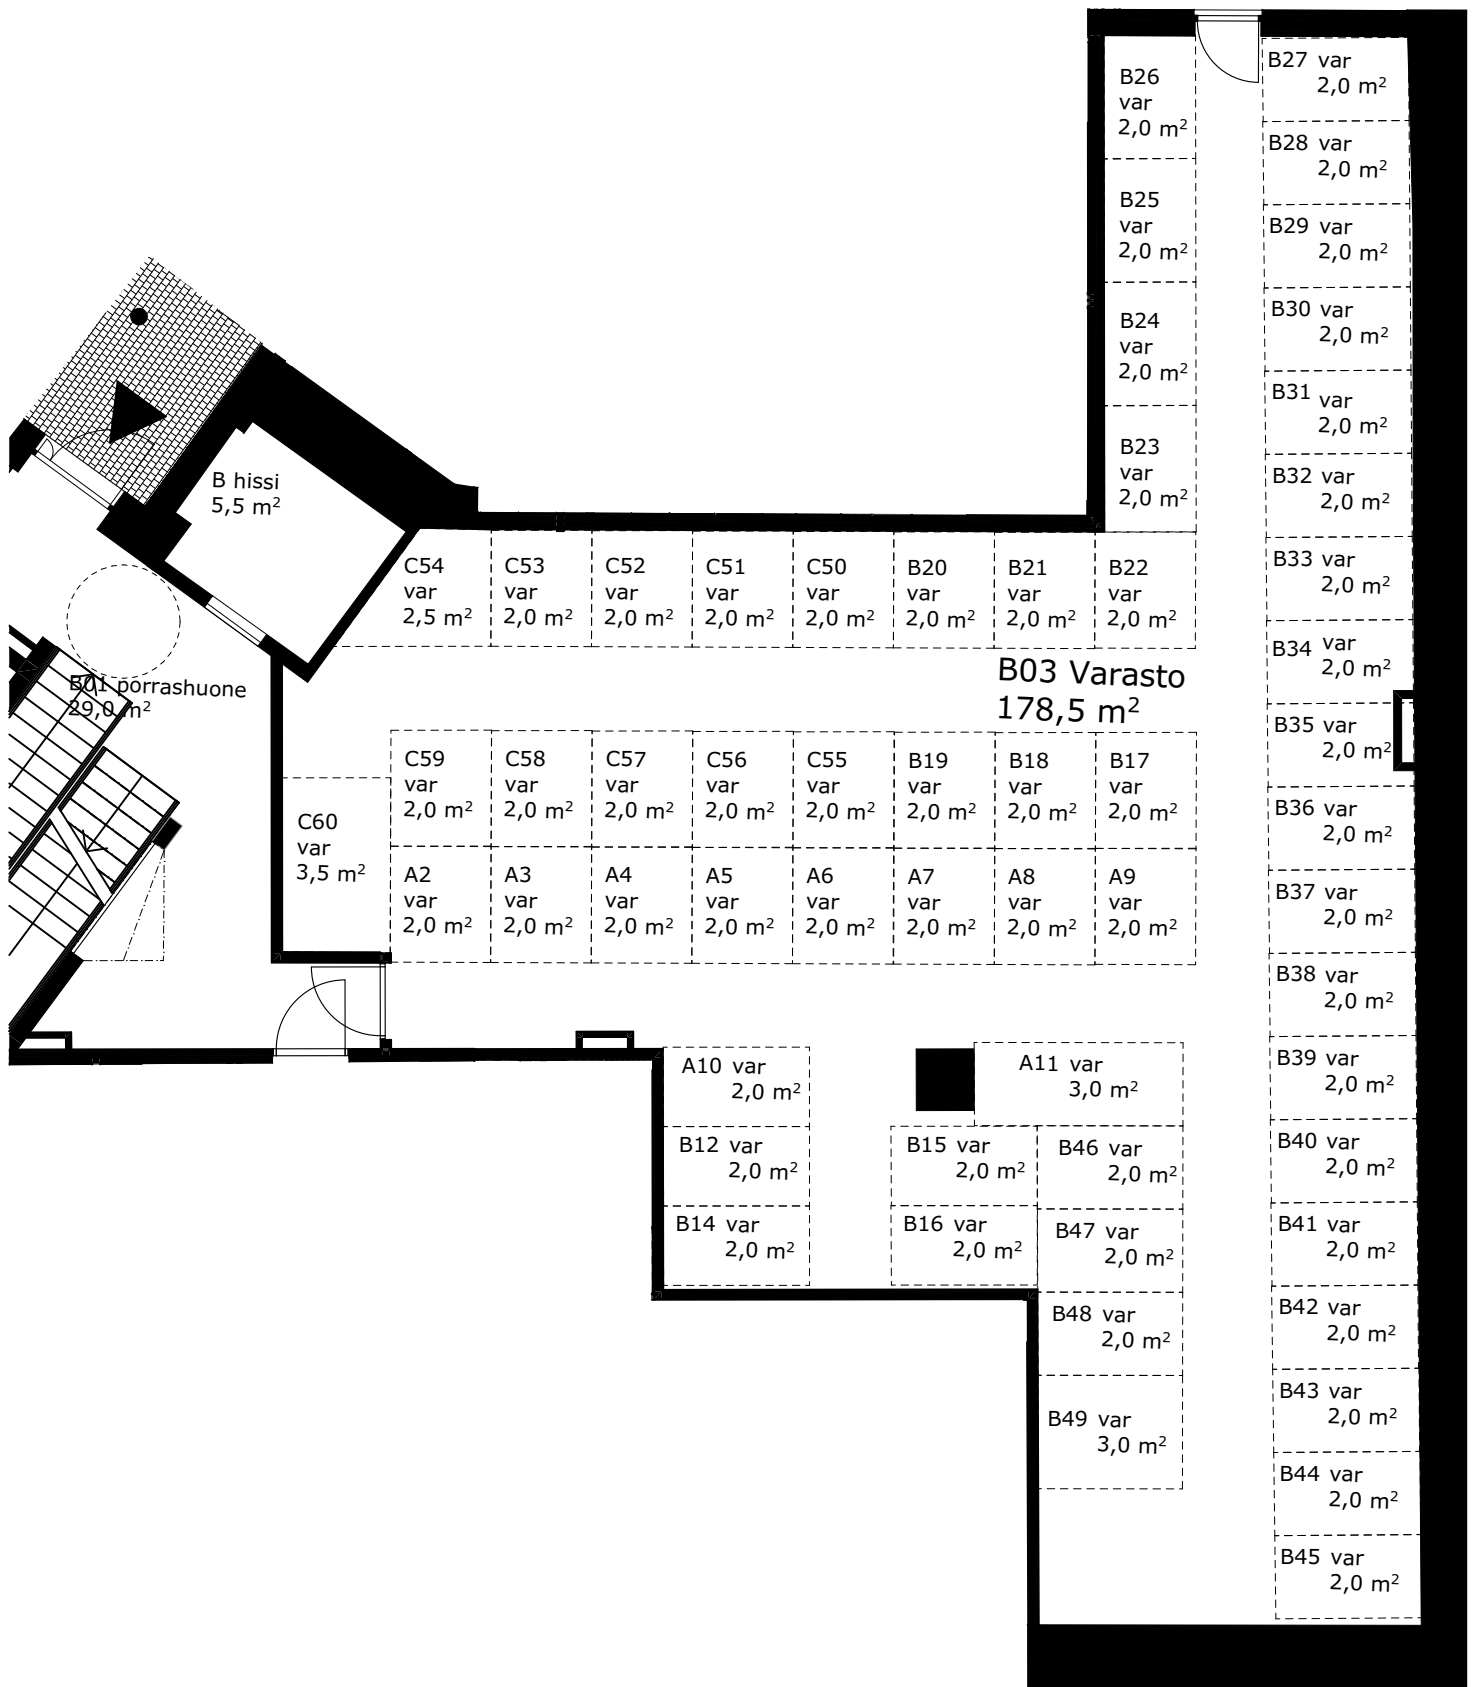 B26
var
2,0 m²
B25
var
2,0 m²
B24
var
2,0 m²
B23
var
2,0 m²
B27 var
2,0 m²
B28 var
2,0 m²
B29 var
2,0 m²
B30 var
2,0 m²
B31 var
2,0 m²
B32 var
2,0 m²
B33 var
2,0 m²
B34 var
2,0 m²
B35 var
2,0 m²
B36 var
2,0 m²
B37 var
2,0 m²
B38 var
2,0 m²
B39 var
2,0 m²
B40 var
2,0 m²
B41 var
2,0 m²
B42 var
2,0 m²
B43 var
2,0 m²
B44 var
2,0 m²
B45 var
2,0 m²
B hissi
5,5 m²
B01 porrashuone
29,0 m²
C54
var
2,5 m²
C53
var
2,0 m²
C52
var
2,0 m²
C51
var
2,0 m²
C50
var
2,0 m²
B20
var
2,0 m²
B21
var
2,0 m²
B22
var
2,0 m²
B03 Varasto
178,5 m²
C60
var
3,5 m²
C59
var
2,0 m²
C58
var
2,0 m²
C57
var
2,0 m²
C56
var
2,0 m²
C55
var
2,0 m²
B19
var
2,0 m²
B18
var
2,0 m²
B17
var
2,0 m²
A2
var
2,0 m²
A3
var
2,0 m²
A4
var
2,0 m²
A5
var
2,0 m²
A6
var
2,0 m²
A7
var
2,0 m²
A8
var
2,0 m²
A9
var
2,0 m²
A10 var
2,0 m²
B12 var
2,0 m²
B14 var
2,0 m²
A11 var
3,0 m²
B15 var
2,0 m²
B16 var
2,0 m²
B46 var
2,0 m²
B47 var
2,0 m²
B48 var
2,0 m²
B49 var
3,0 m²